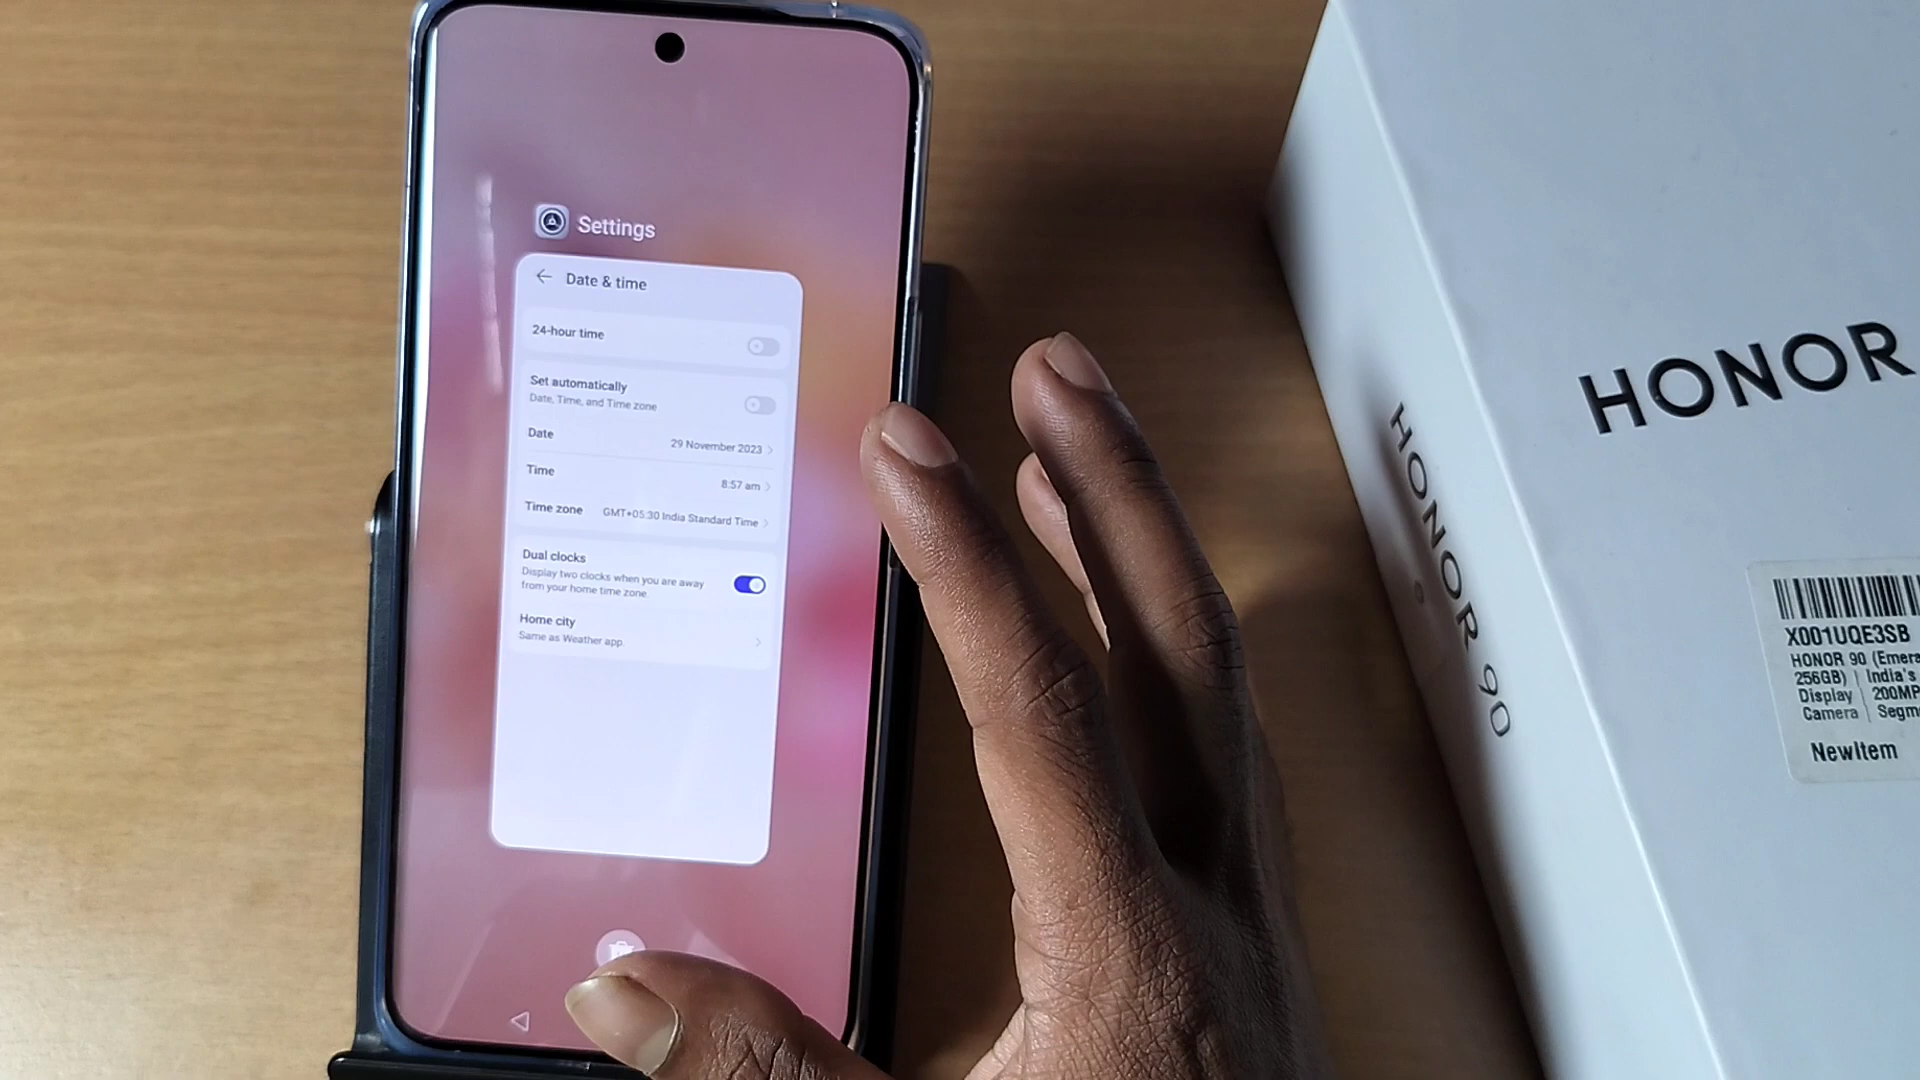 Settings
Date & time
24-hour time
Set automatically
Date, Time, and Time zone
Date
29 November 2023
Time
8:57 am
Time zone
GMT+05:30 India Standard Time
Dual clocks
Display two clocks when you are away
from your home time zone.
Home city
Same as Weather app.
HONOR
HONOR 90
X001UQE3SB
HONOR 90 (Emera
256GB) | India's
Display | 200MP
Camera | Segm
NewItem